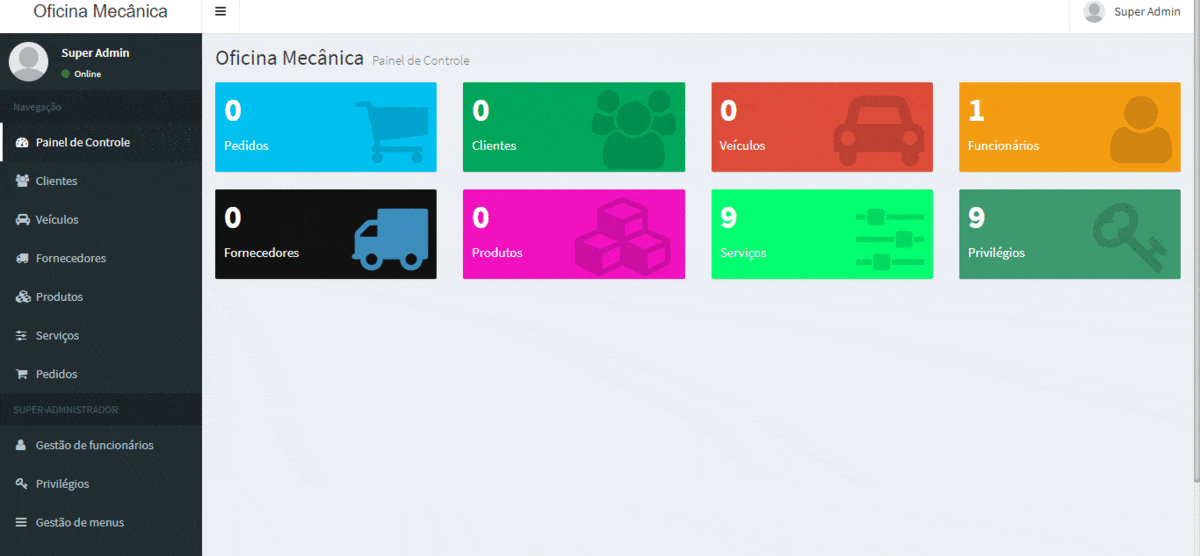 Oficina Mecânica
Super Admin
Super Admin
Online
Navegação
Painel de Controle
Clientes
Veículos
Fornecedores
Produtos
Serviços
Pedidos
SUPER-ADMNISTRADOR
Gestão de funcionários
Privilégios
Gestão de menus
Oficina Mecânica Painel de Controle
0
Pedidos
0
Clientes
0
Veículos
1
Funcionários
0
Fornecedores
0
Produtos
9
Serviços
9
Privilégios